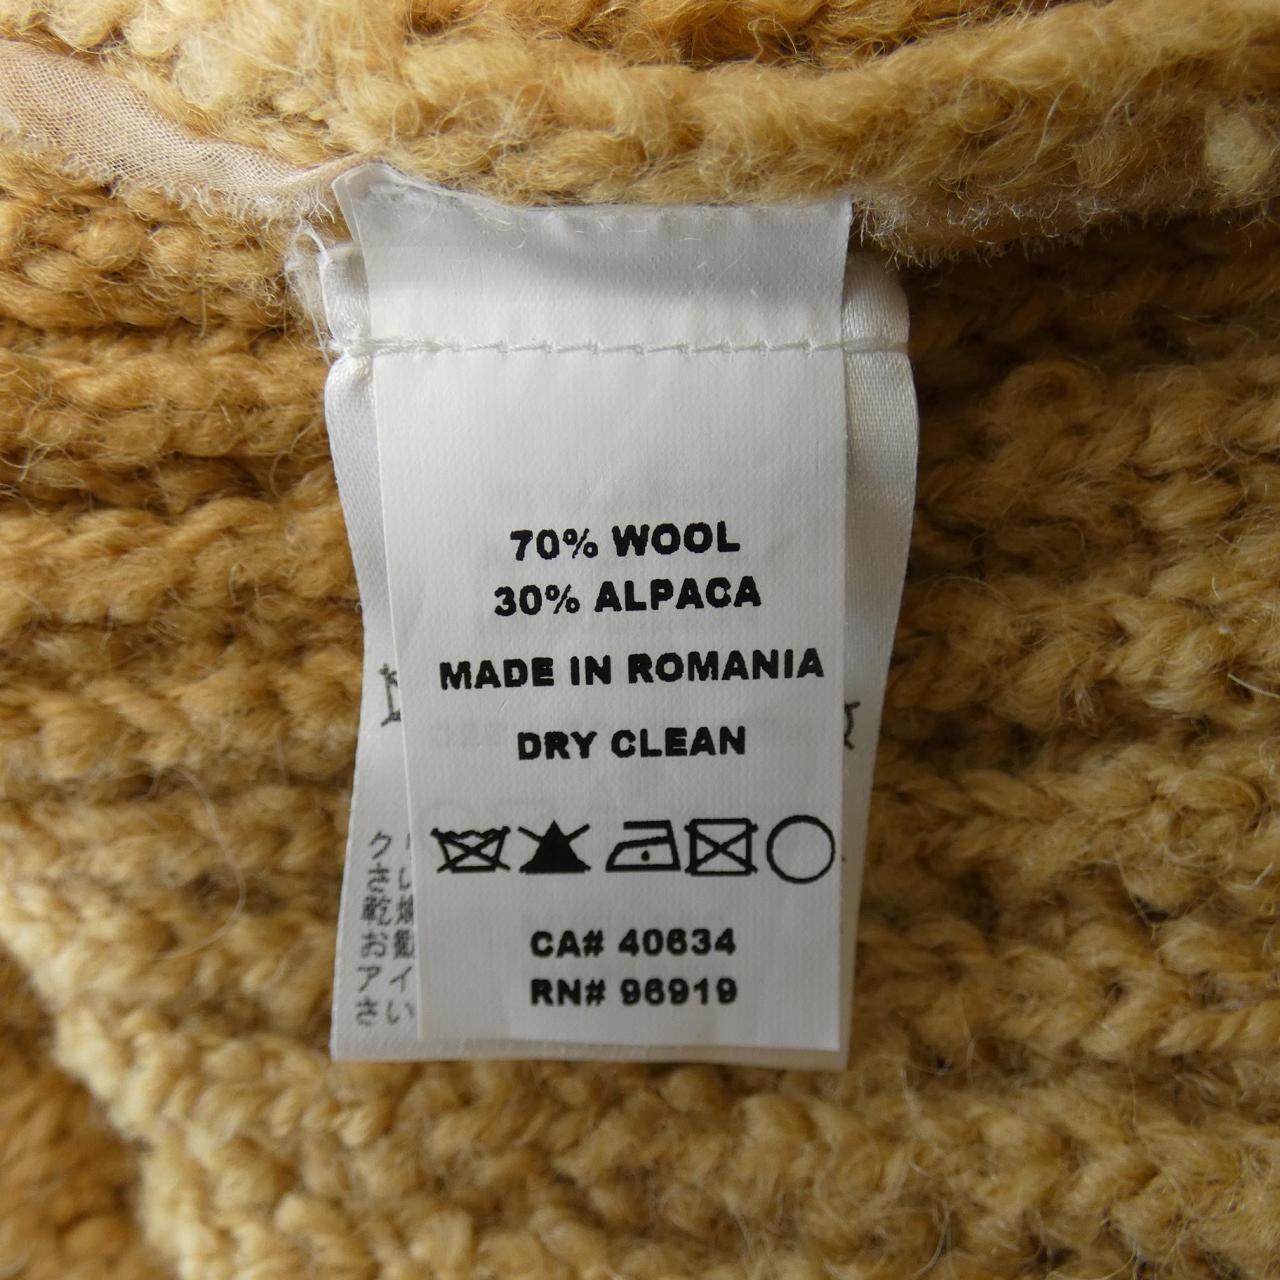 70% WOOL
30% ALPACA
MADE IN ROMANIA
DRY CLEAN
CA# 40634
RN# 96919